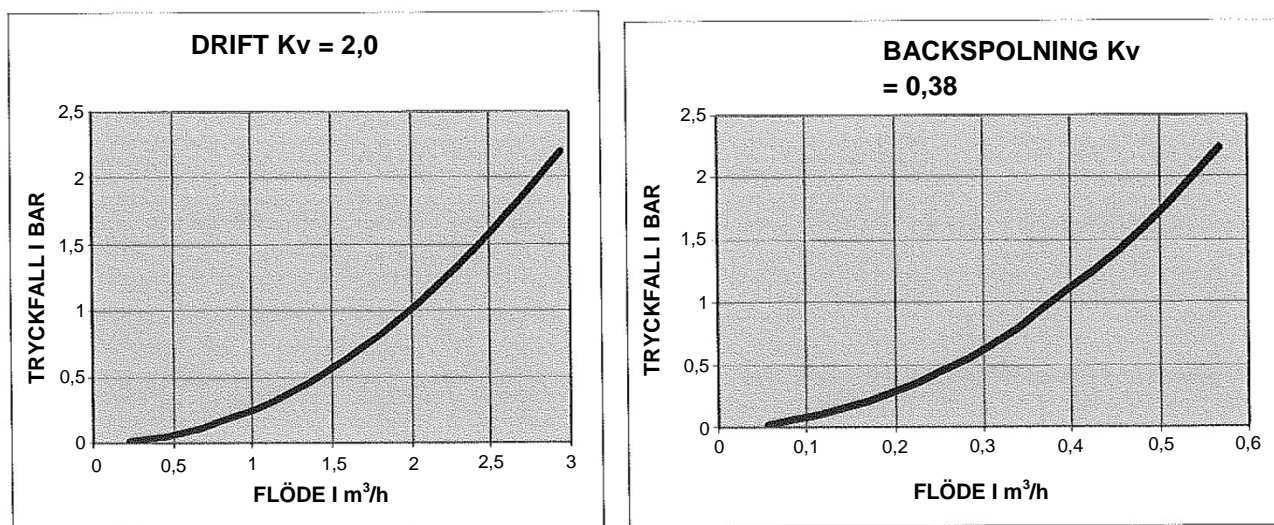 DRIFT Kv = 2,0
TRYCKFALL I BAR
2,5
2
1,5
1
0,5
0
0 0,5 1 1,5 2 2,5 3
FLÖDE I m³/h
BACKSPOLNING Kv
= 0,38
TRYCKFALL I BAR
2,5
2
1,5
1
0,5
0
0 0,1 0,2 0,3 0,4 0,5 0,6
FLÖDE I m³/h